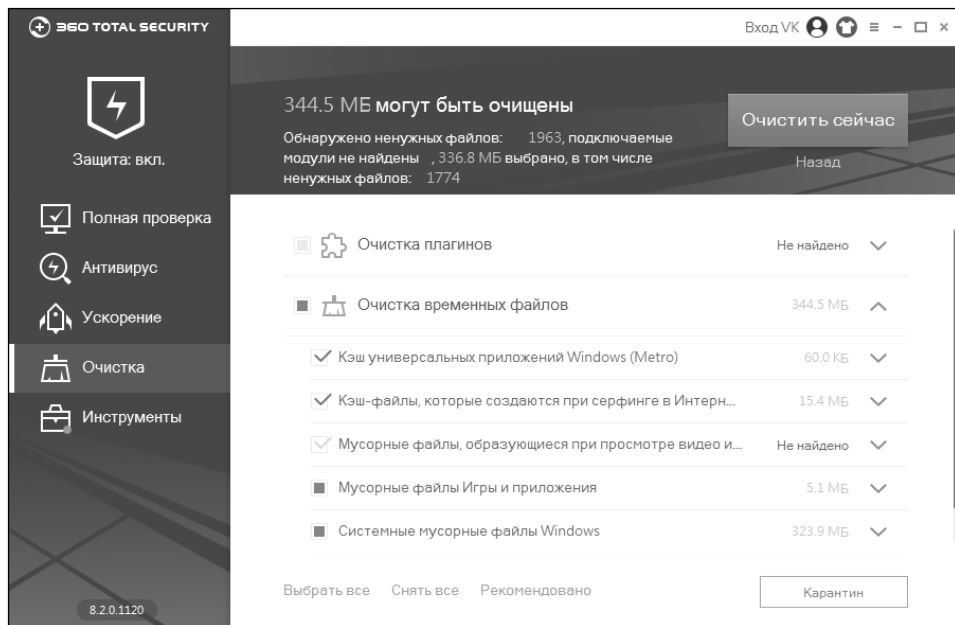 360 TOTAL SECURITY
Вход VK
Защита: вкл.
Полная проверка
Антивирус
Ускорение
Очистка
Инструменты
8.2.0.1120
344.5 МБ могут быть очищены
Обнаружено ненужных файлов: 1963, подключаемые
модули не найдены , 336.8 МБ выбрано, в том числе
ненужных файлов: 1774
Очистить сейчас
Назад
Очистка плагинов Не найдено
Очистка временных файлов 344.5 МБ
Кэш универсальных приложений Windows (Metro) 60.0 КБ
Кэш-файлы, которые создаются при серфинге в Интерн... 15.4 МБ
Мусорные файлы, образующиеся при просмотре видео и... Не найдено
Мусорные файлы Игры и приложения 5.1 МБ
Системные мусорные файлы Windows 323.9 МБ
Выбрать все Снять все Рекомендовано
Карантин